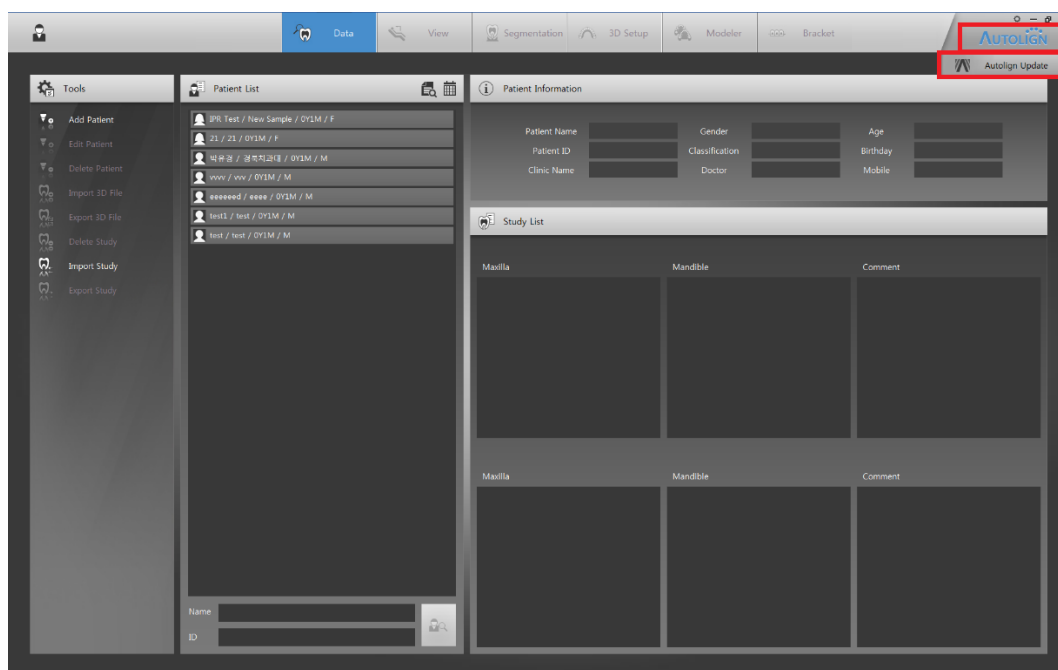 Data
View
Segmentation
3D Setup
Modeler
Bracket
AUTOLIGN
Autolign Update
Tools
Add Patient
Edit Patient
Delete Patient
Import 3D File
Export 3D File
Delete Study
Import Study
Export Study
Patient List
IPR Test / New Sample / 0Y1M / F
21 / 21 / 0Y1M / F
박유경 / 경북치과대 / 0Y1M / M
vvvv / vvv / 0Y1M / M
eeeeeed / eeee / 0Y1M / M
test1 / test / 0Y1M / M
test / test / 0Y1M / M
Name
ID
Patient Information
Patient Name Gender Age
Patient ID Classification Birthday
Clinic Name Doctor Mobile
Study List
Maxilla Mandible Comment
Maxilla Mandible Comment